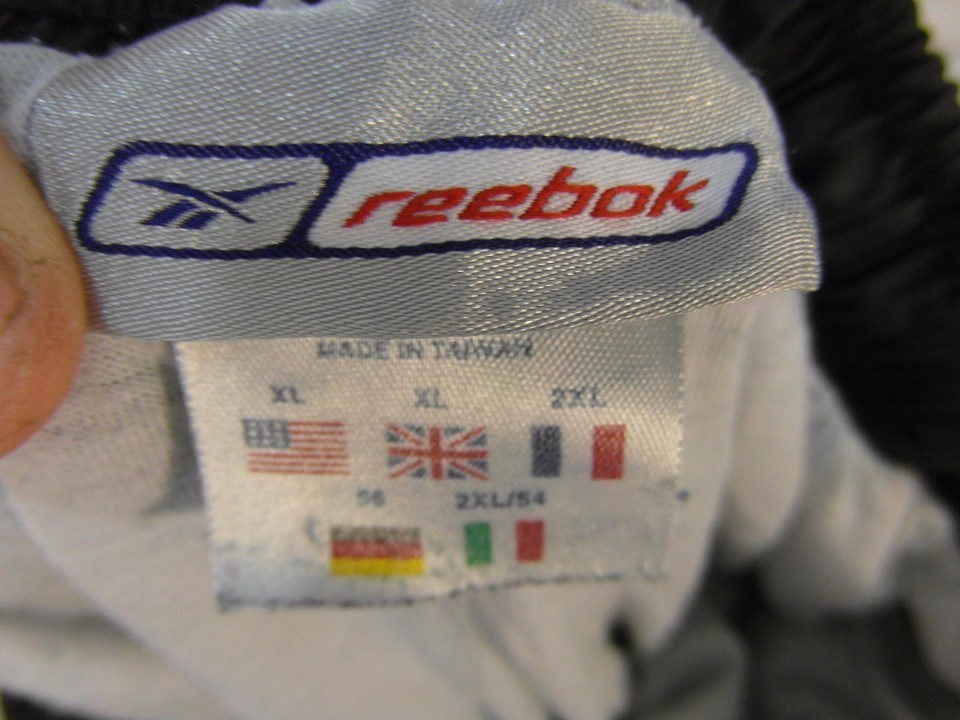 reebok
MADE IN TAIWAN
XL XL 2XL
56 2XL/54